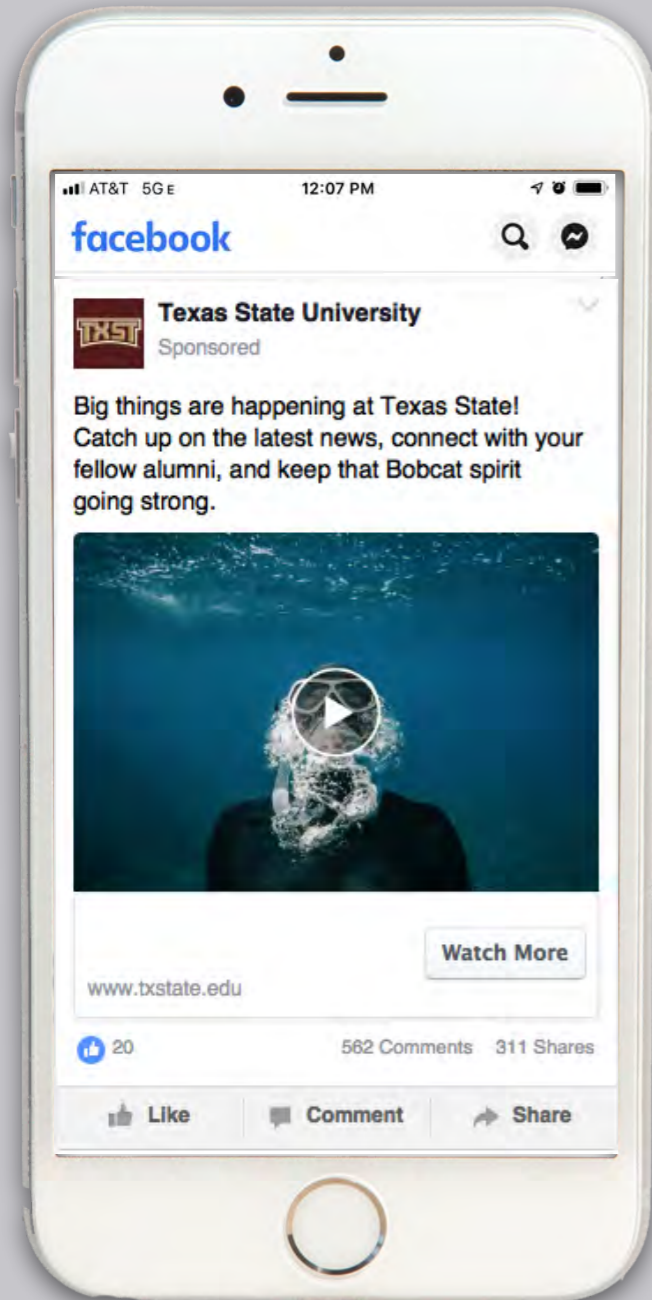 AT&T 5GE 12:07 PM
facebook
TXST
Texas State University
Sponsored
Big things are happening at Texas State!
Catch up on the latest news, connect with your
fellow alumni, and keep that Bobcat spirit
going strong.
Watch More
www.txstate.edu
20 562 Comments 311 Shares
Like Comment Share